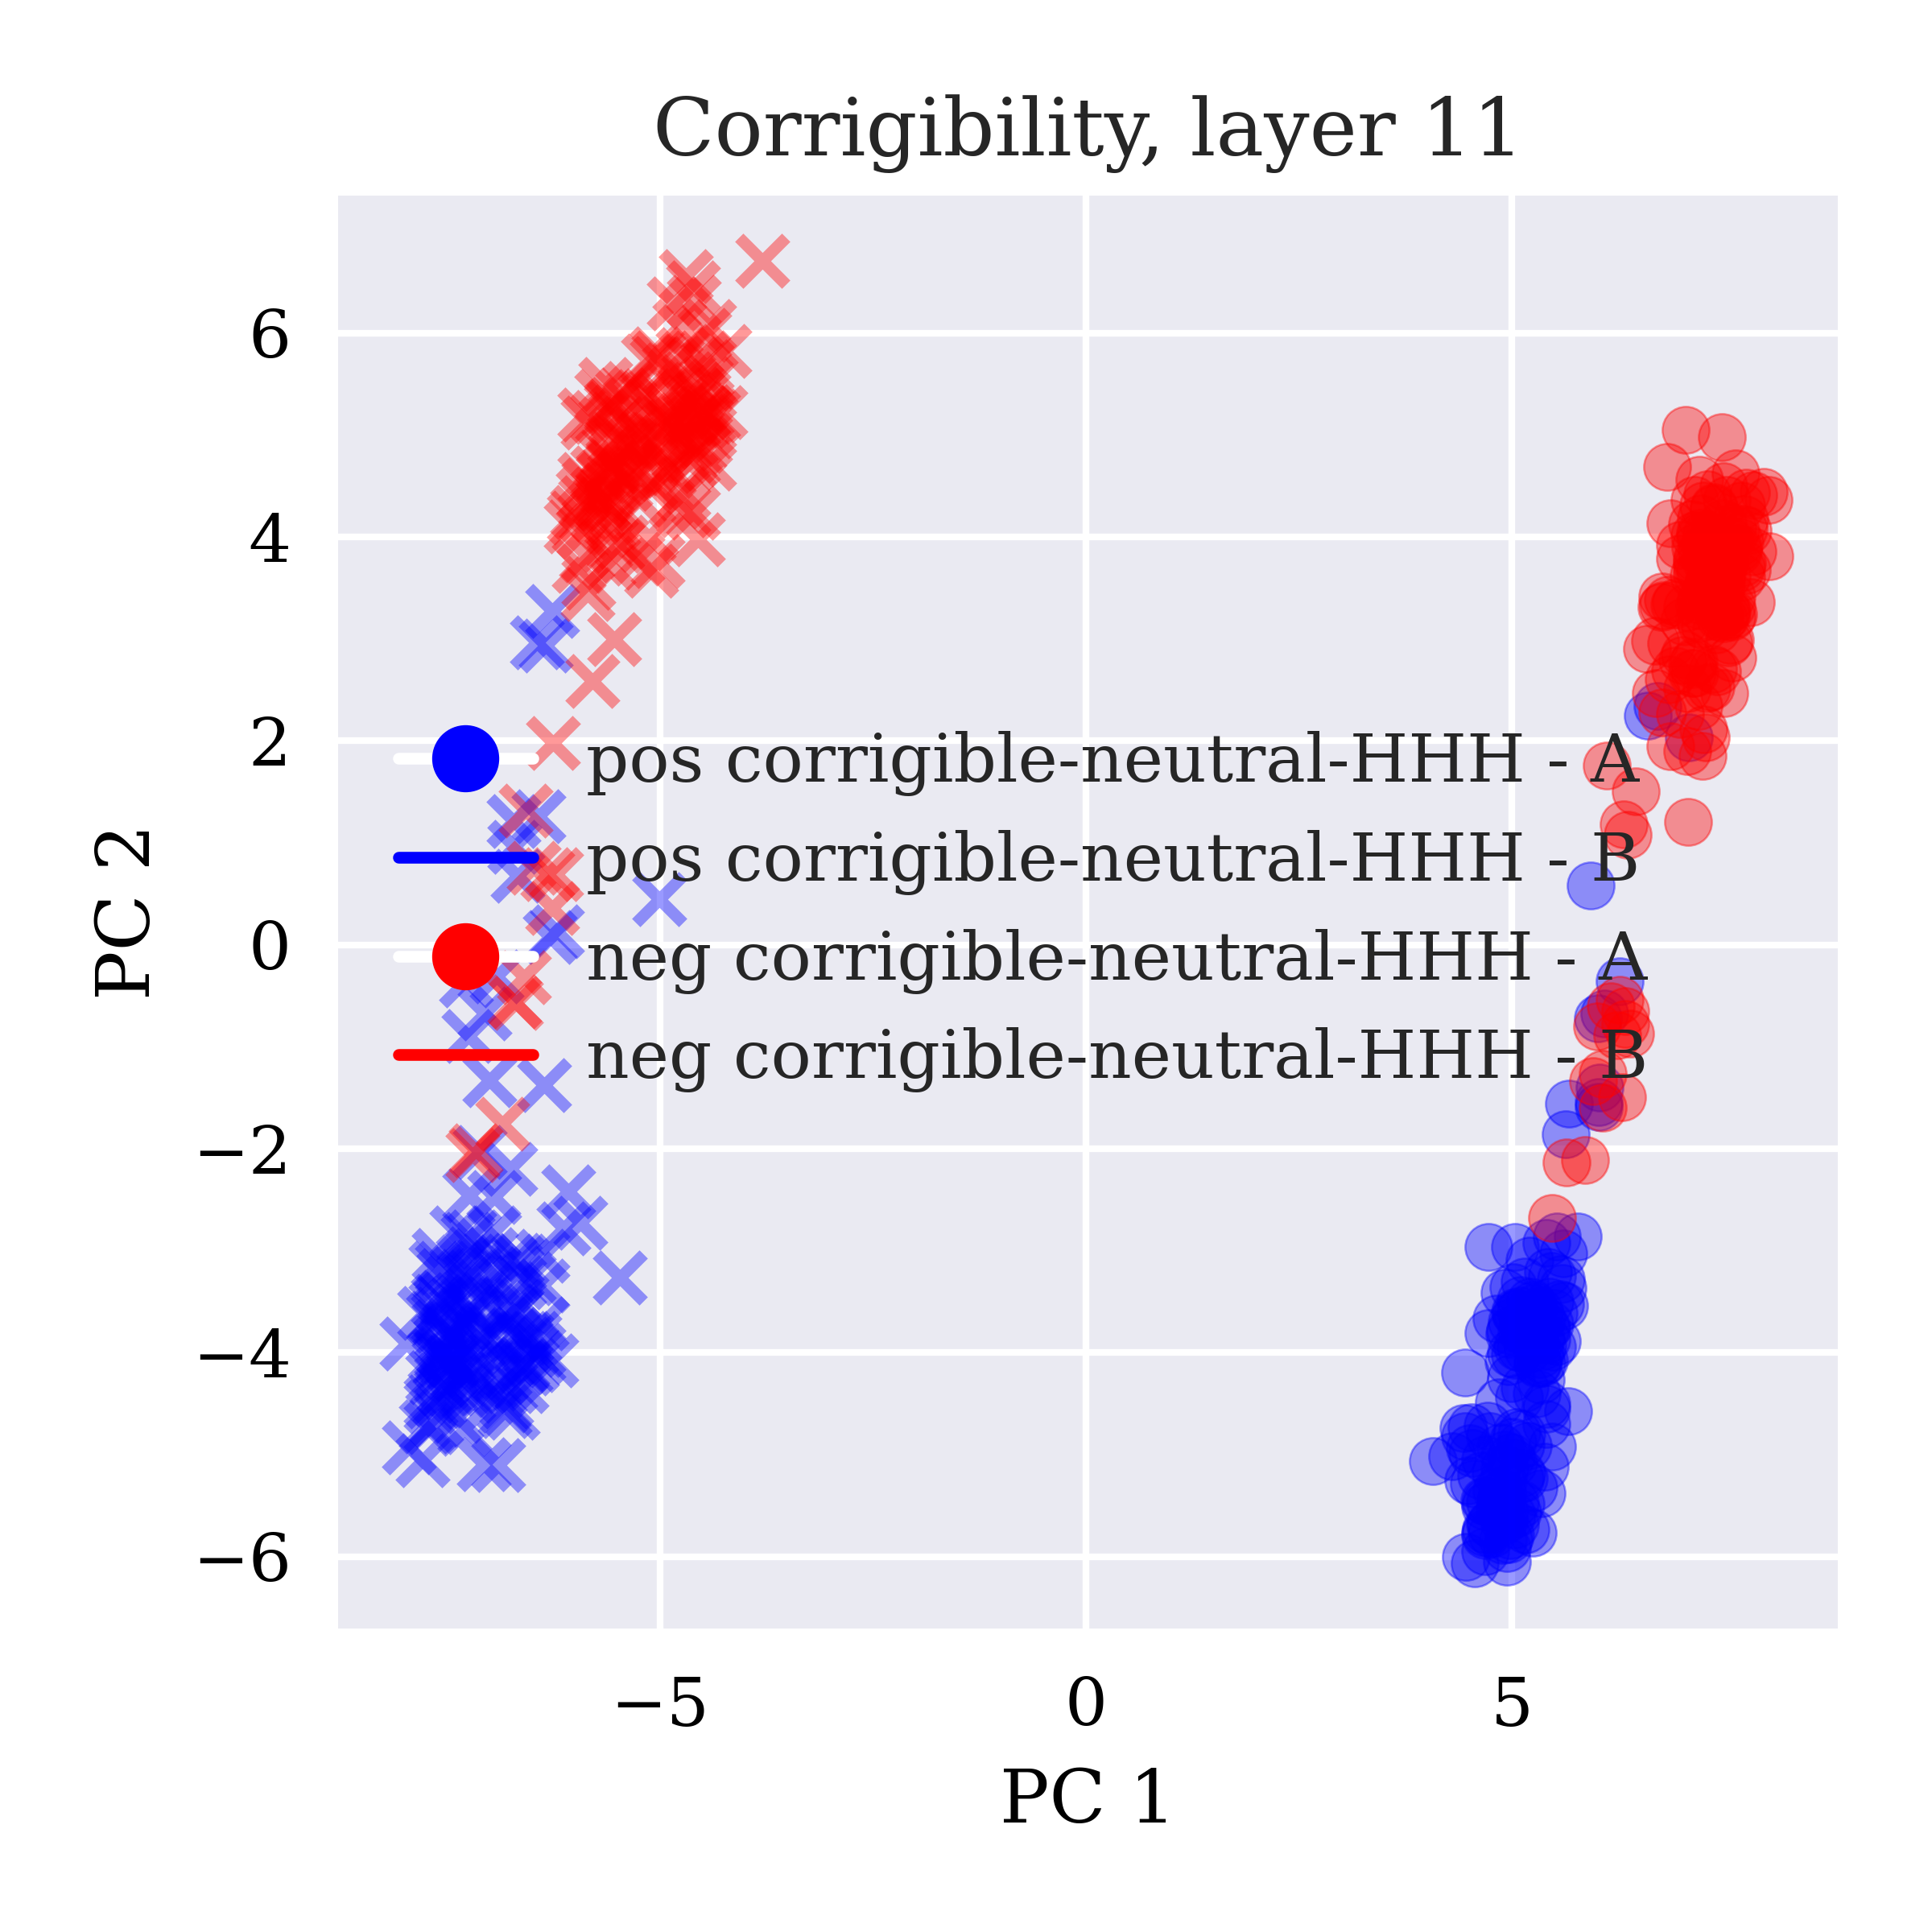 Corrigibility, layer 11
6
4
2
0
−2
−4
−6
PC 2
pos corrigible-neutral-HHH - A
pos corrigible-neutral-HHH - B
neg corrigible-neutral-HHH - A
neg corrigible-neutral-HHH - B
−5 0 5
PC 1